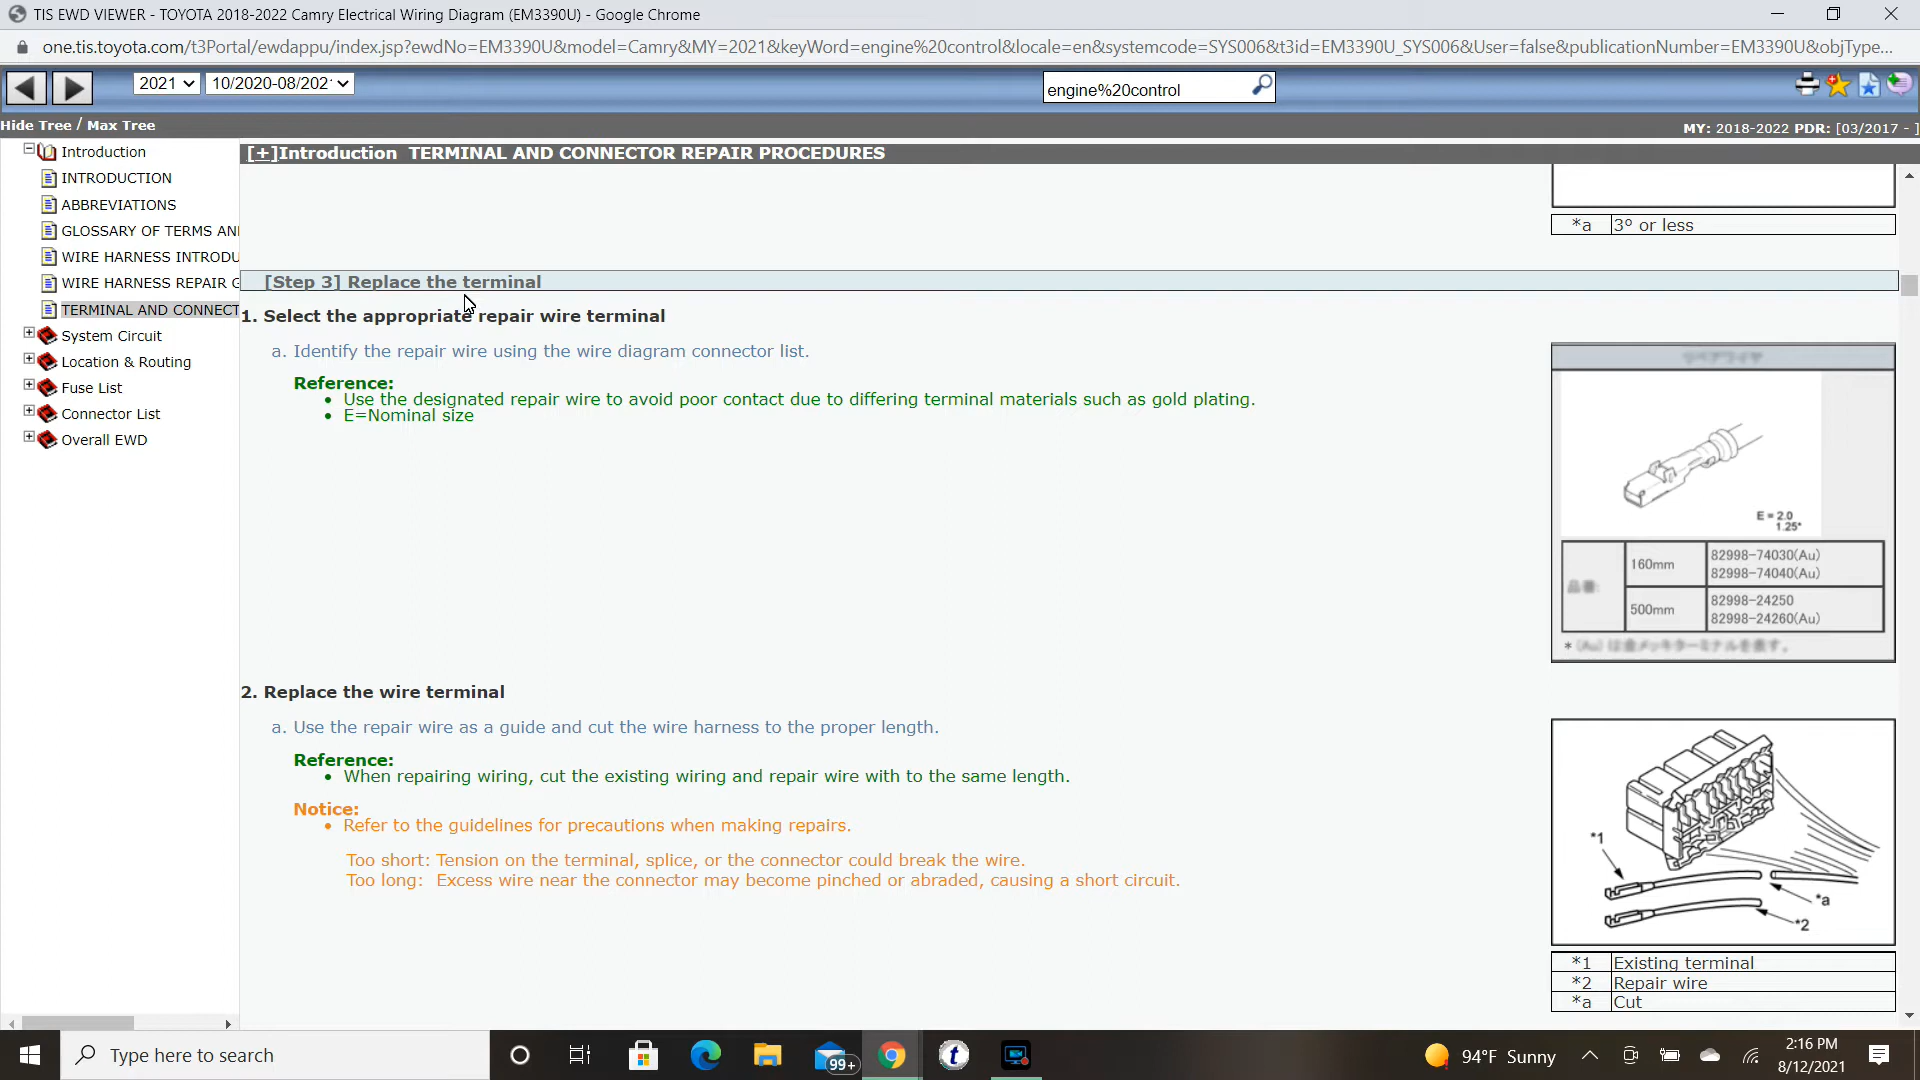 TIS EWD VIEWER - TOYOTA 2018-2022 Camry Electrical Wiring Diagram (EM3390U) - Google Chrome
one.tis.toyota.com/t3Portal/ewdappu/index.jsp?ewdNo=EM3390U&model=Camry&MY=2021&keyWord=engine%20control&locale=en&systemcode=SYS006&t3id=EM3390U_SYS006&User=false&publicationNumber=EM3390U&objType...
2021 10/2020-08/202
engine%20control
Hide Tree / Max Tree
MY: 2018-2022 PDR: [03/2017 - ]
Introduction
INTRODUCTION
ABBREVIATIONS
GLOSSARY OF TERMS AN
WIRE HARNESS INTRODU
WIRE HARNESS REPAIR G
TERMINAL AND CONNECT
System Circuit
Location & Routing
Fuse List
Connector List
Overall EWD
[+]Introduction TERMINAL AND CONNECTOR REPAIR PROCEDURES
*a 3º or less
[Step 3] Replace the terminal
1. Select the appropriate repair wire terminal
a. Identify the repair wire using the wire diagram connector list.
Reference:
• Use the designated repair wire to avoid poor contact due to differing terminal materials such as gold plating.
• E=Nominal size
E = 2.0
1.25*
160mm 82998-74030(Au)
82998-74040(Au)
500mm 82998-24250
82998-24260(Au)
2. Replace the wire terminal
a. Use the repair wire as a guide and cut the wire harness to the proper length.
Reference:
• When repairing wiring, cut the existing wiring and repair wire with to the same length.
Notice:
• Refer to the guidelines for precautions when making repairs.
Too short: Tension on the terminal, splice, or the connector could break the wire.
Too long: Excess wire near the connector may become pinched or abraded, causing a short circuit.
*1
*a
*2
*1 Existing terminal
*2 Repair wire
*a Cut
Type here to search
99+
t
94°F Sunny
2:16 PM
8/12/2021